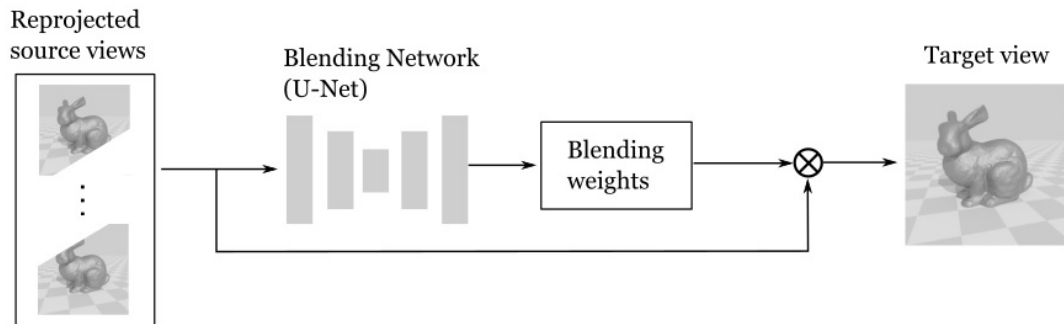 Reprojected
source views
Blending Network
(U-Net)
Blending
weights
Target view